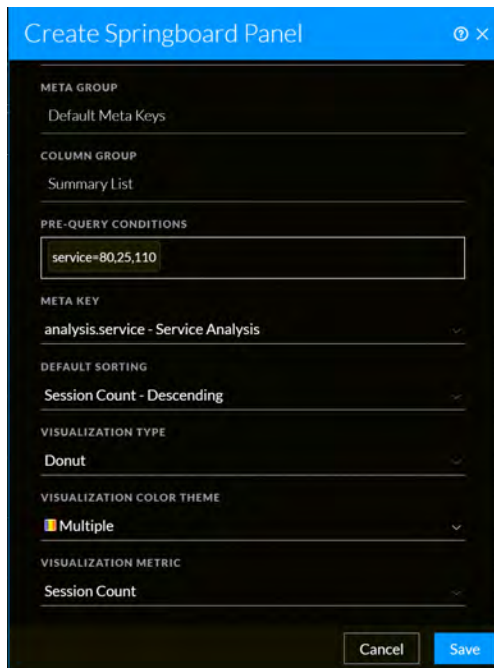 Create Springboard Panel
META GROUP
Default Meta Keys
COLUMN GROUP
Summary List
PRE-QUERY CONDITIONS
service=80,25,110
META KEY
analysis.service - Service Analysis
DEFAULT SORTING
Session Count - Descending
VISUALIZATION TYPE
Donut
VISUALIZATION COLOR THEME
Multiple
VISUALIZATION METRIC
Session Count
Cancel Save